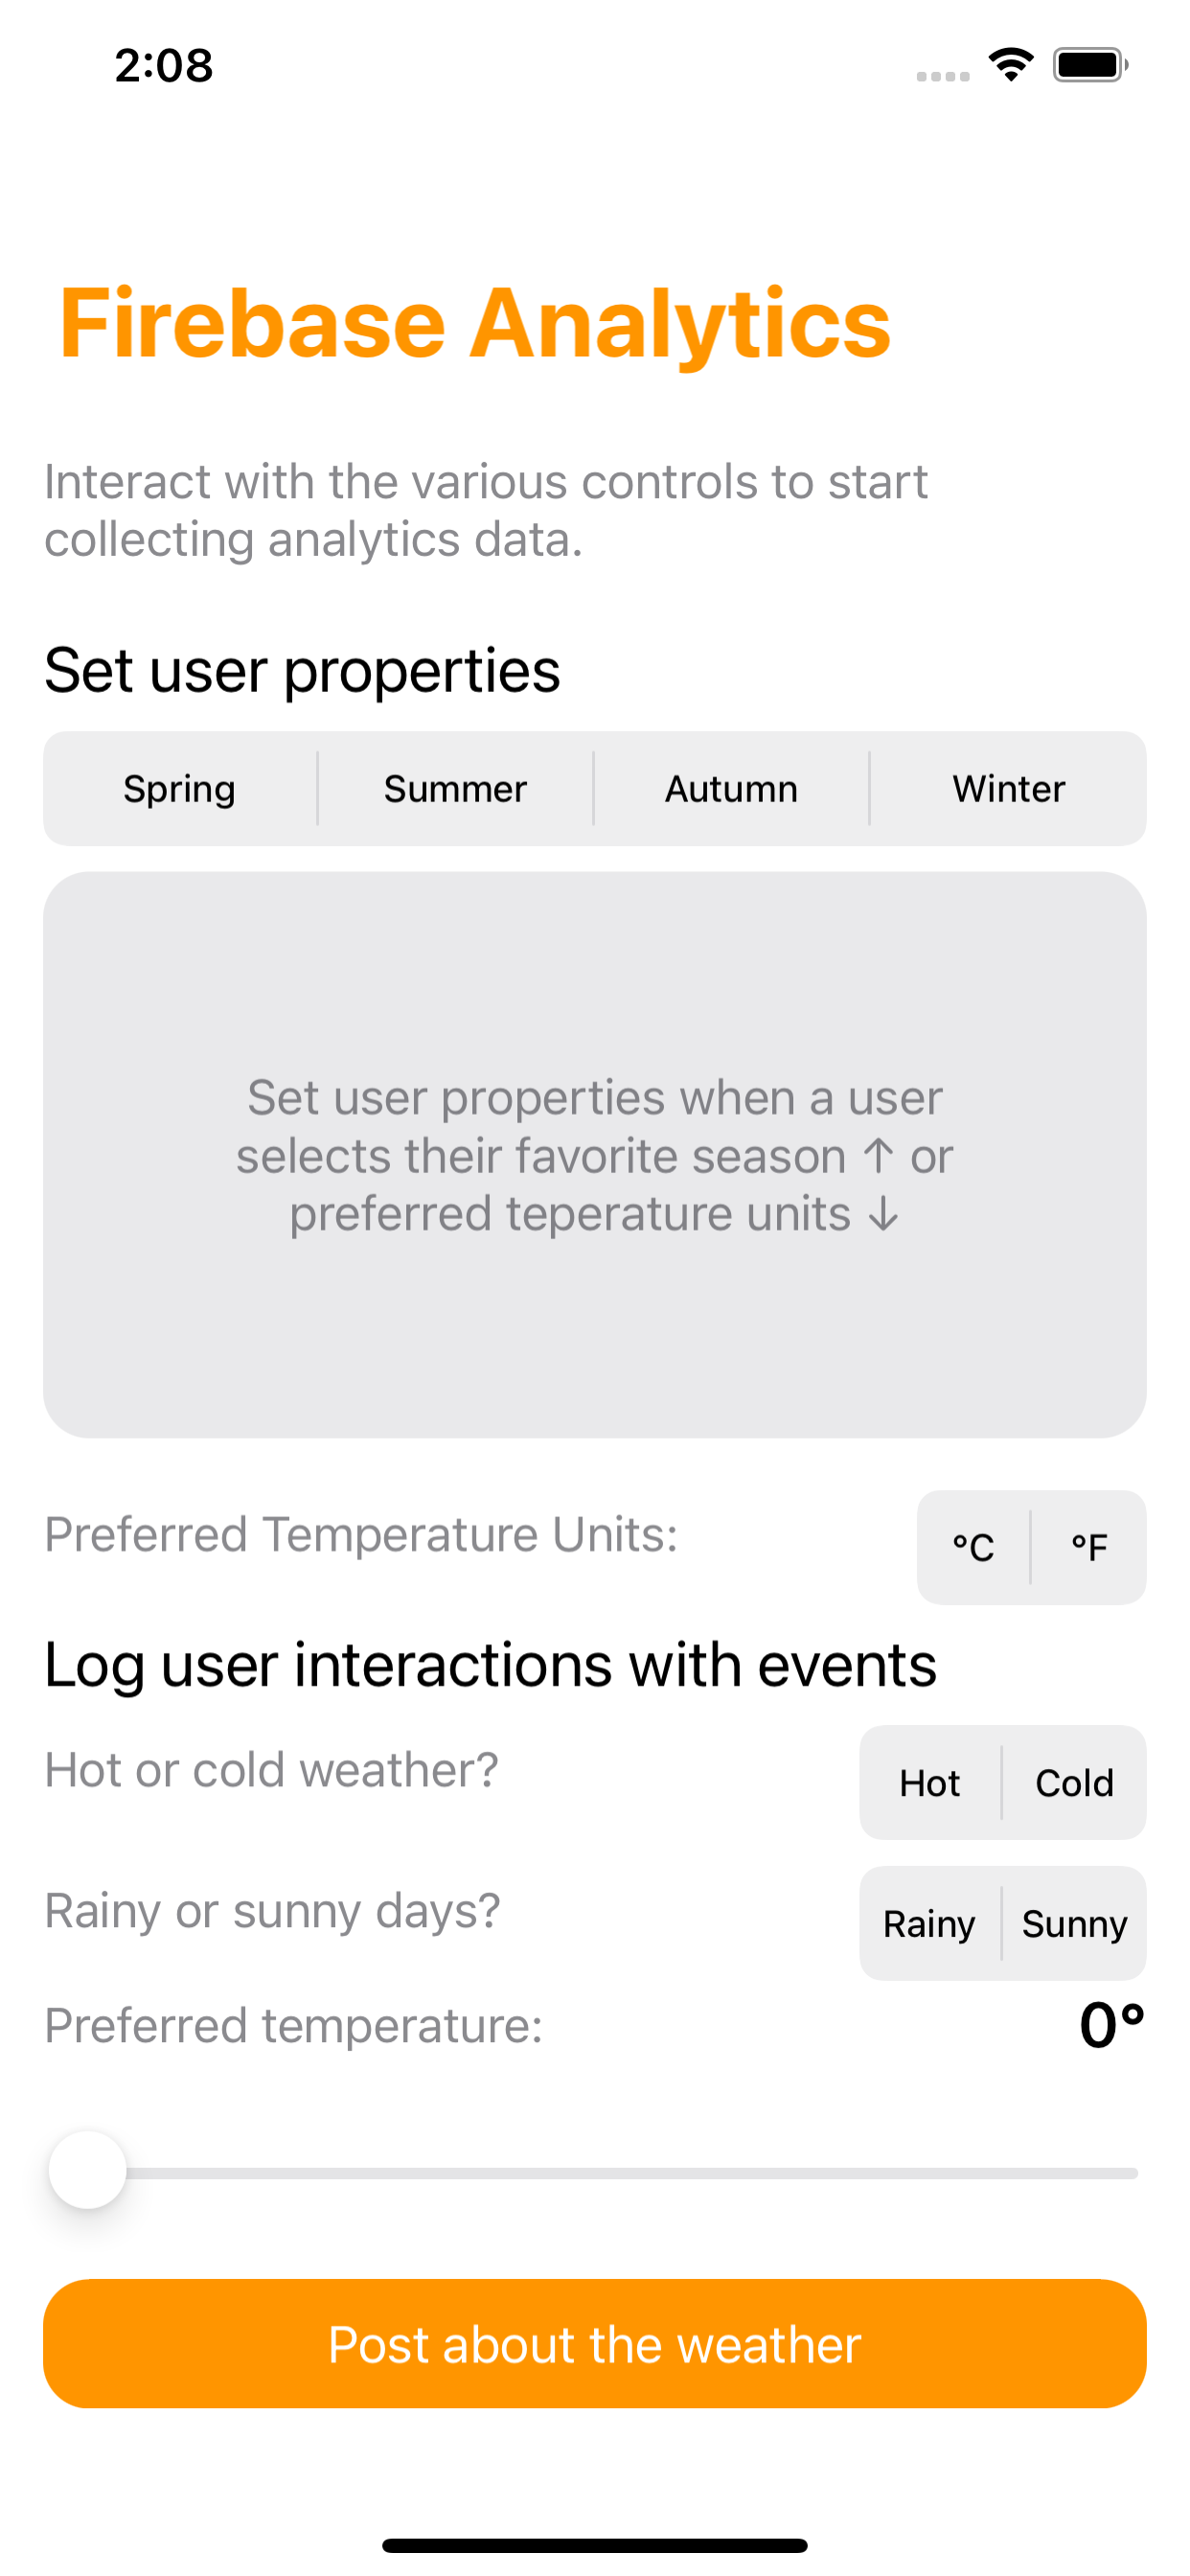 2:08
Firebase Analytics
Interact with the various controls to start
collecting analytics data.
Set user properties
Spring Summer Autumn Winter
Set user properties when a user
selects their favorite season ↑ or
preferred teperature units ↓
Preferred Temperature Units: °C °F
Log user interactions with events
Hot or cold weather? Hot Cold
Rainy or sunny days? Rainy Sunny
Preferred temperature: 0°
Post about the weather